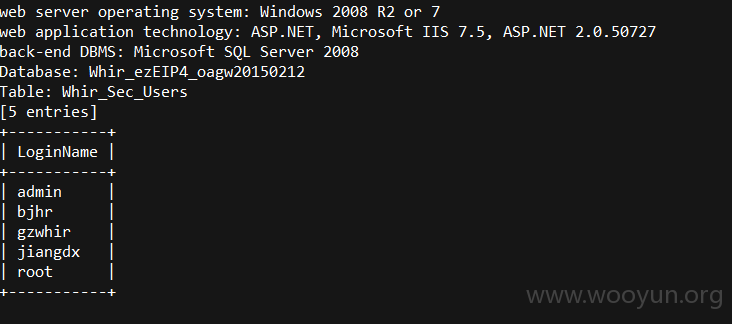 web server operating system: Windows 2008 R2 or 7
web application technology: ASP.NET, Microsoft IIS 7.5, ASP.NET 2.0.50727
back-end DBMS: Microsoft SQL Server 2008
Database: Whir_ezEIP4_oagw20150212
Table: Whir_Sec_Users
[5 entries]
+-----------+
| LoginName |
+-----------+
| admin     |
| bjhr      |
| gzwhir    |
| jiangdx   |
| root      |
+-----------+
www.wooyun.org